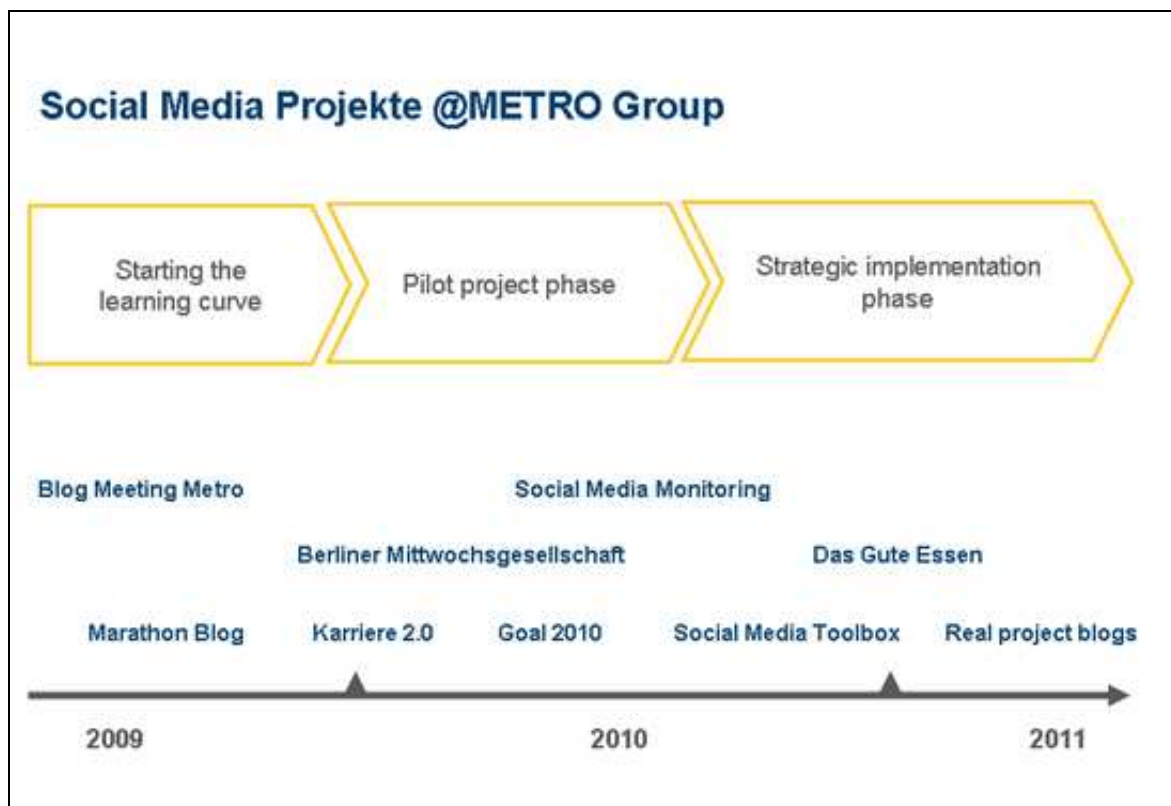 Social Media Projekte @METRO Group
Starting the
learning curve
Pilot project phase
Strategic implementation
phase
Blog Meeting Metro
Social Media Monitoring
Berliner Mittwochsgesellschaft
Das Gute Essen
Marathon Blog
Karriere 2.0
Goal 2010
Social Media Toolbox
Real project blogs
2009
2010
2011